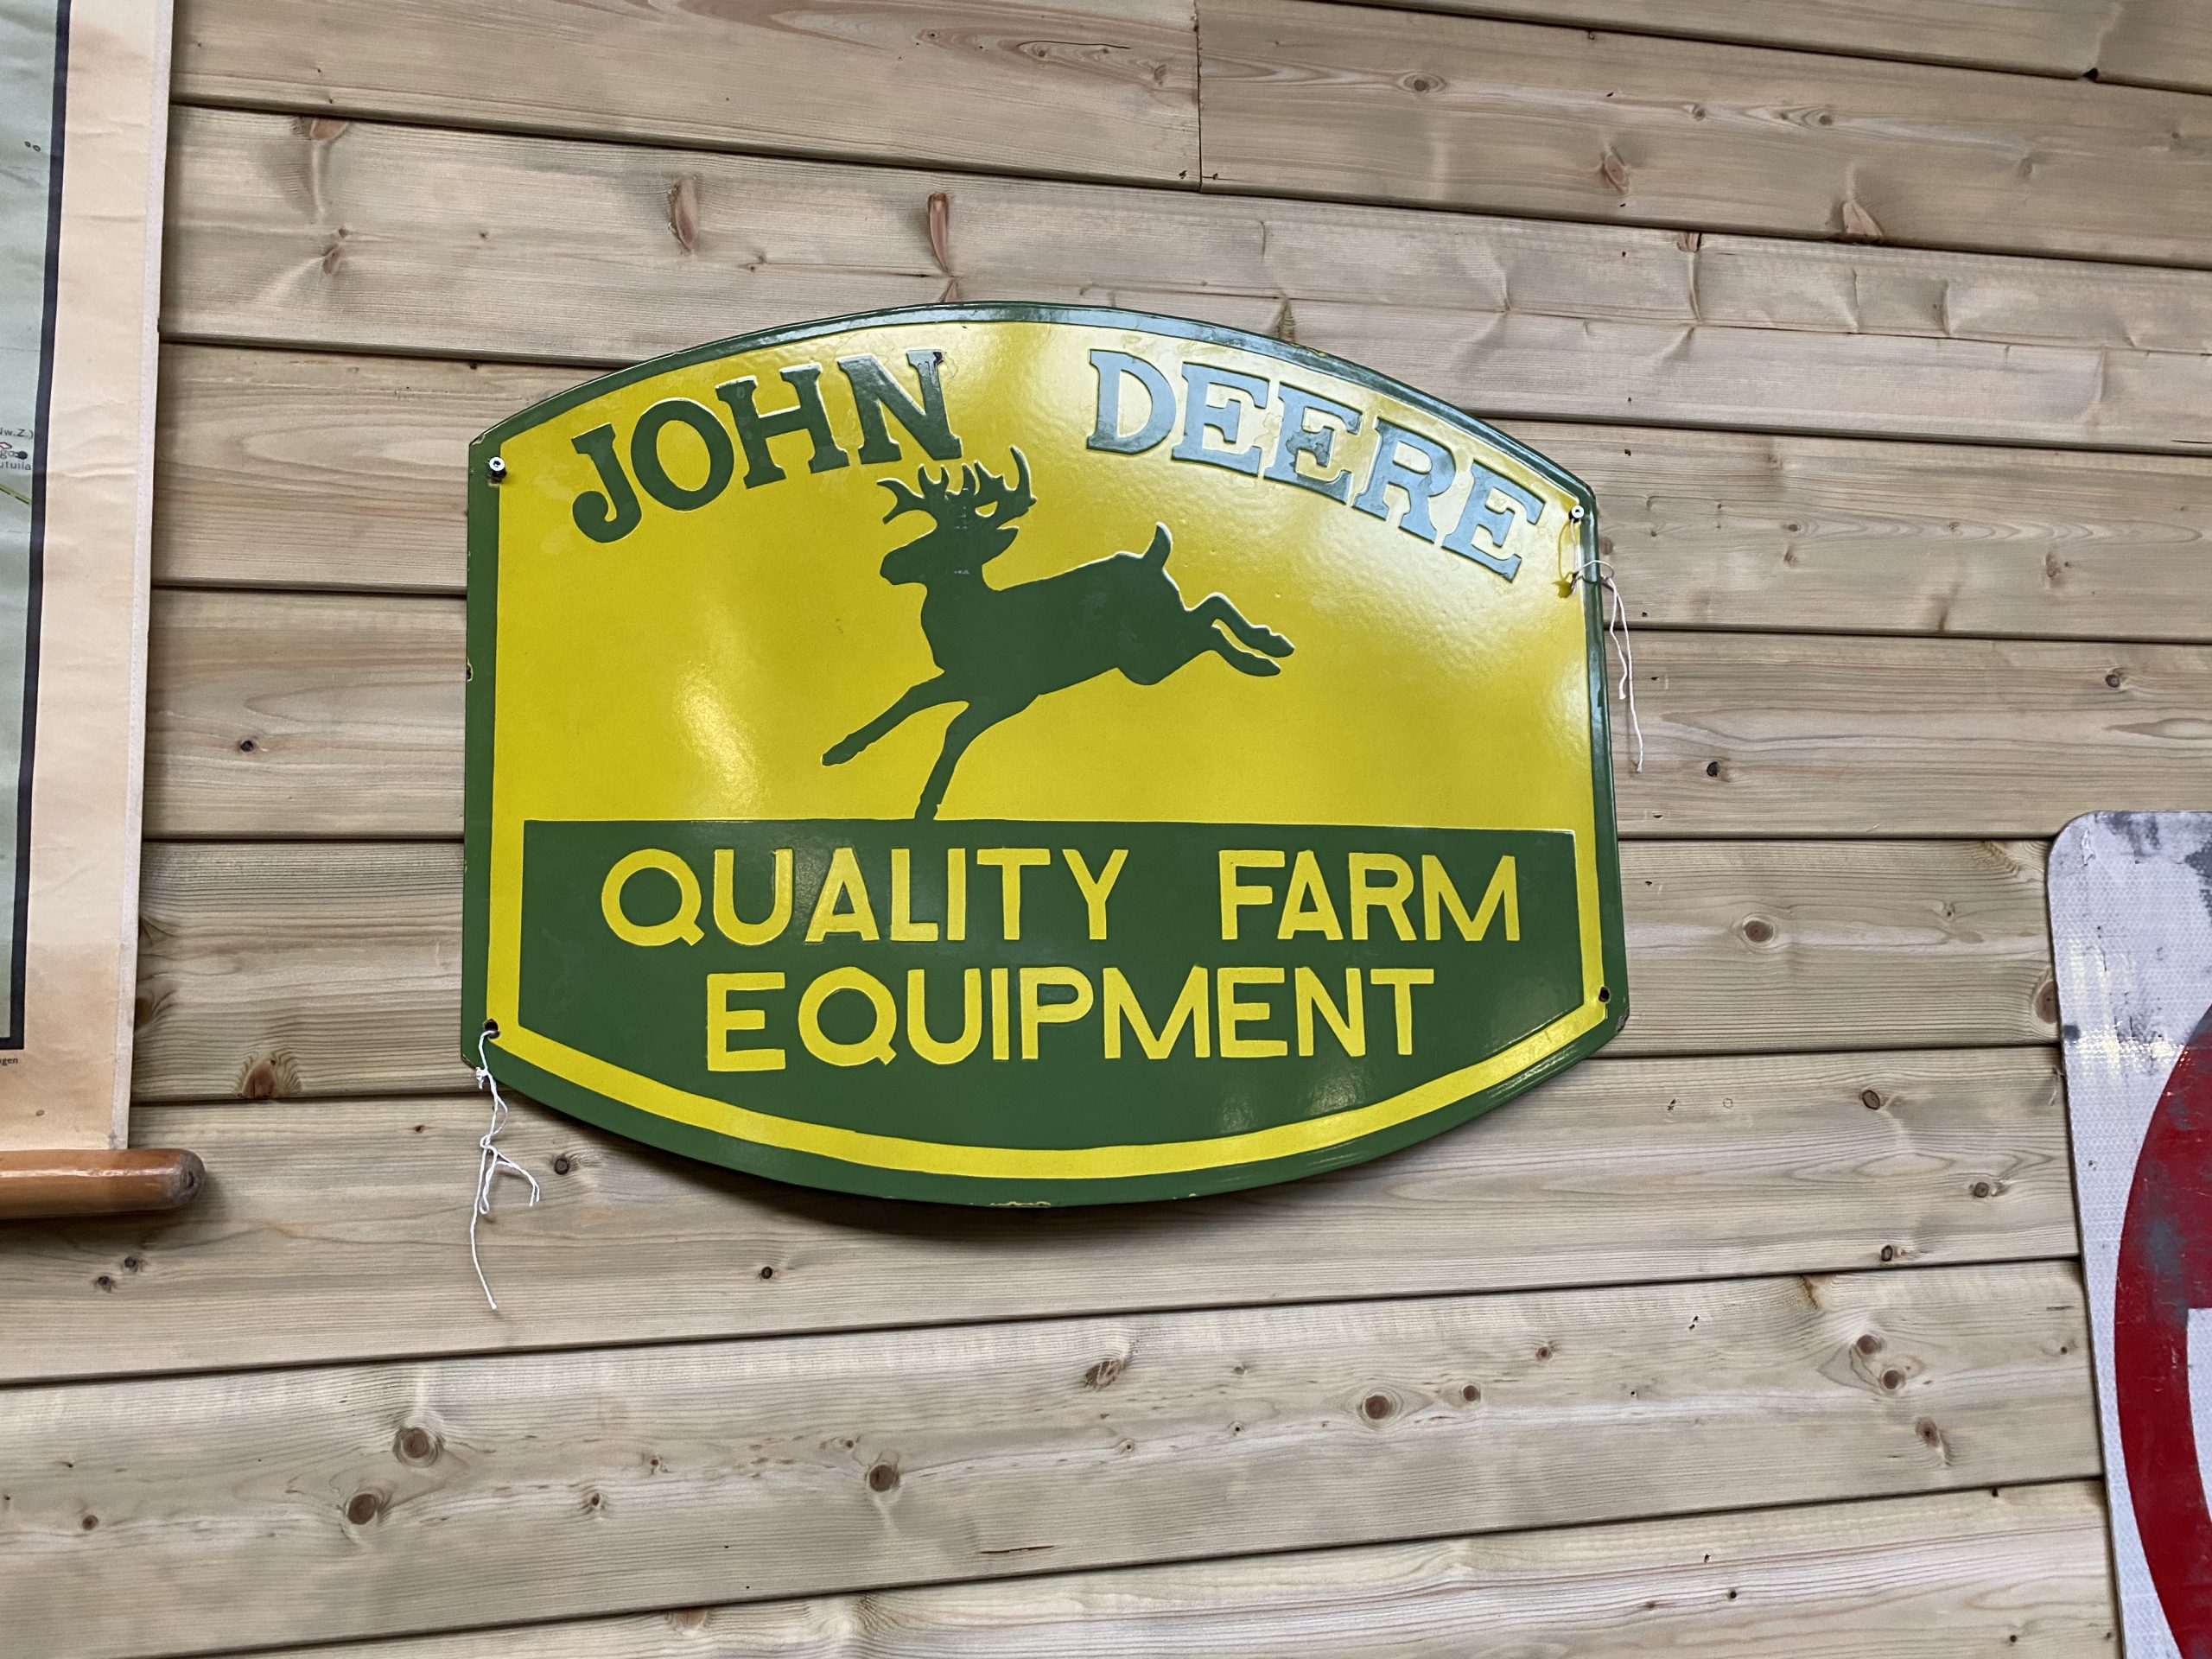 JOHN DEERE
QUALITY FARM
EQUIPMENT